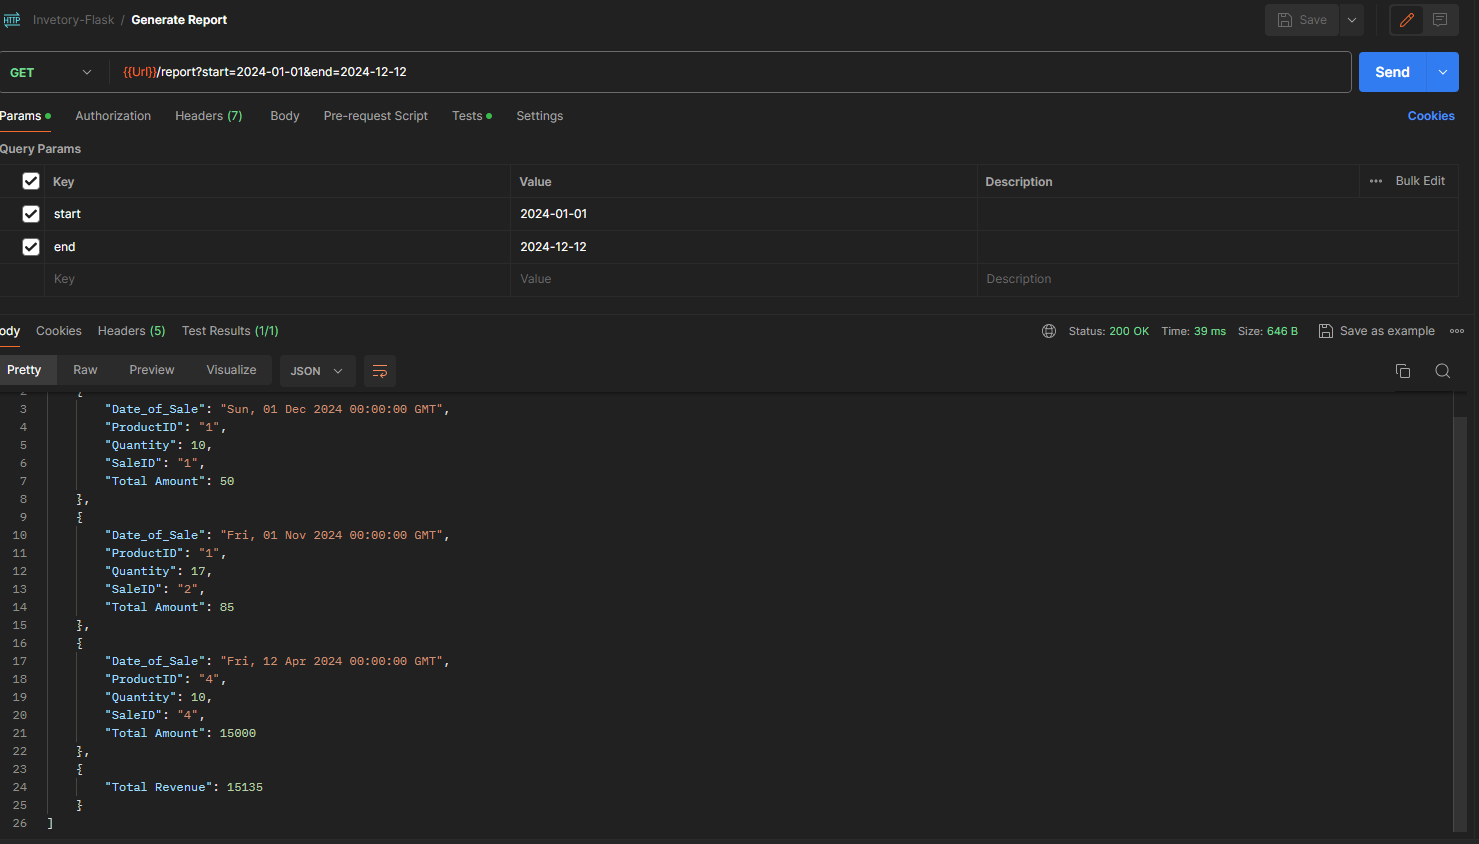 HTTP Invetory-Flask / Generate Report Save
GET {{Url}}/report?start=2024-01-01&end=2024-12-12 Send
Params Authorization Headers (7) Body Pre-request Script Tests Settings Cookies
Query Params
Key Value Description Bulk Edit
start 2024-01-01
end 2024-12-12
Key Value Description
ody Cookies Headers (5) Test Results (1/1) Status: 200 OK Time: 39 ms Size: 646 B Save as example
Pretty Raw Preview Visualize JSON
2 {
3 "Date_of_Sale": "Sun, 01 Dec 2024 00:00:00 GMT",
4 "ProductID": "1",
5 "Quantity": 10,
6 "SaleID": "1",
7 "Total Amount": 50
8 },
9 {
10 "Date_of_Sale": "Fri, 01 Nov 2024 00:00:00 GMT",
11 "ProductID": "1",
12 "Quantity": 17,
13 "SaleID": "2",
14 "Total Amount": 85
15 },
16 {
17 "Date_of_Sale": "Fri, 12 Apr 2024 00:00:00 GMT",
18 "ProductID": "4",
19 "Quantity": 10,
20 "SaleID": "4",
21 "Total Amount": 15000
22 },
23 {
24 "Total Revenue": 15135
25 }
26 ]